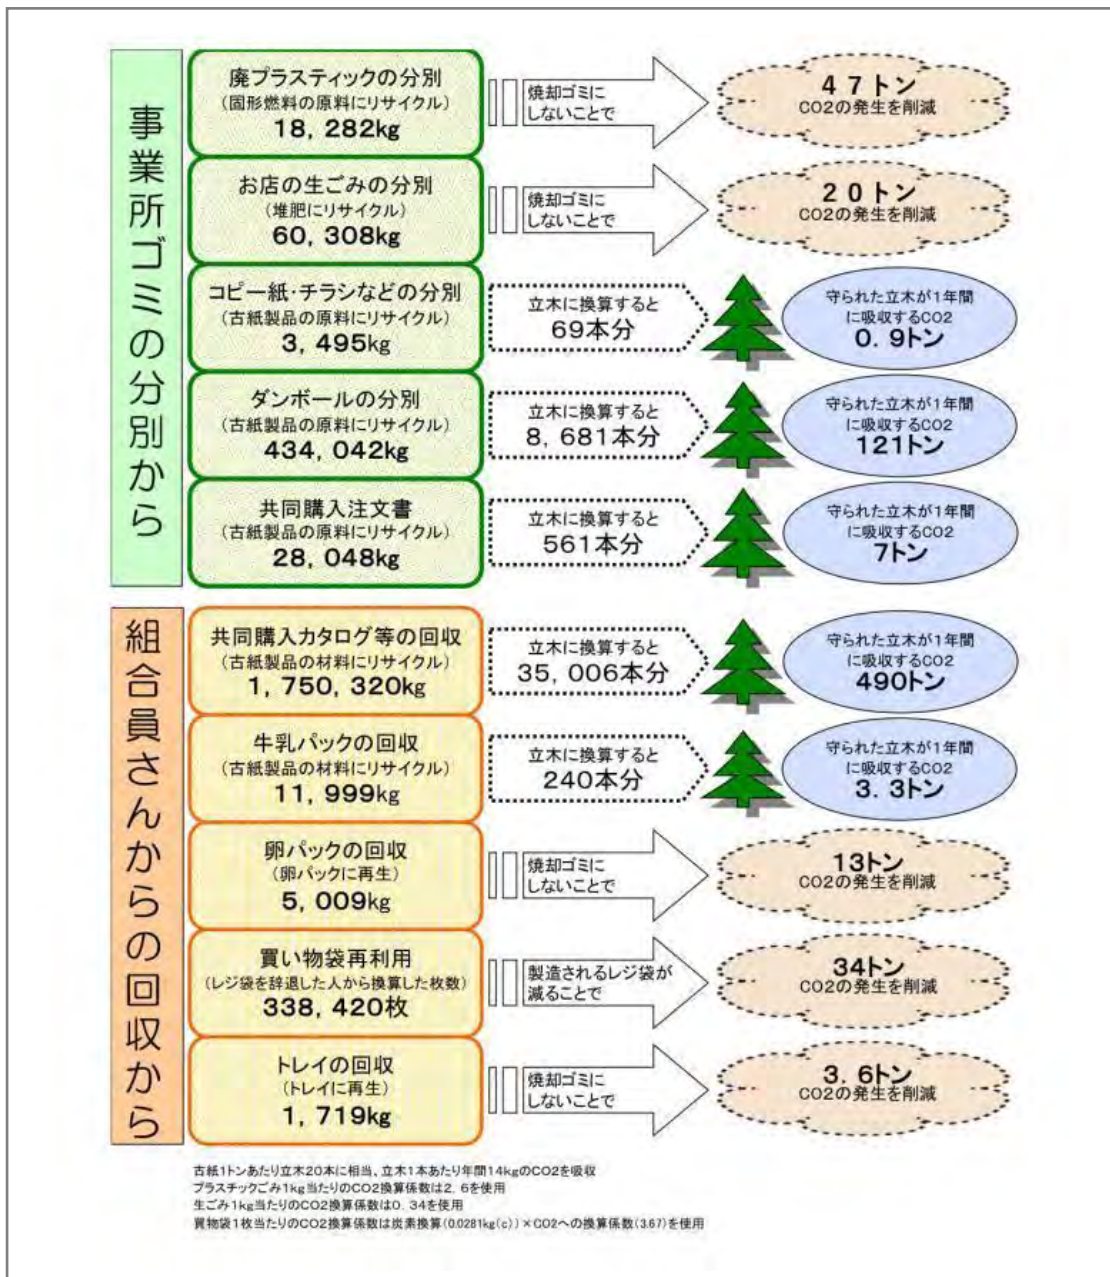 事業所ゴミの分別から
廃プラスティックの分別
(固形燃料の原料にリサイクル)
18, 282kg
焼却ゴミに
しないことで
47トン
CO2の発生を削減
お店の生ごみの分別
(堆肥にリサイクル)
60, 308kg
焼却ゴミに
しないことで
20トン
CO2の発生を削減
コピー紙・チラシなどの分別
(古紙製品の原料にリサイクル)
3, 495kg
立木に換算すると
69本分
守られた立木が1年間
に吸収するCO2
0. 9トン
ダンボールの分別
(古紙製品の原料にリサイクル)
434, 042kg
立木に換算すると
8, 681本分
守られた立木が1年間
に吸収するCO2
121トン
共同購入注文書
(古紙製品の原料にリサイクル)
28, 048kg
立木に換算すると
561本分
守られた立木が1年間
に吸収するCO2
7トン
組合員さんからの回収から
共同購入カタログ等の回収
(古紙製品の材料にリサイクル)
1, 750, 320kg
立木に換算すると
35, 006本分
守られた立木が1年間
に吸収するCO2
490トン
牛乳パックの回収
(古紙製品の材料にリサイクル)
11, 999kg
立木に換算すると
240本分
守られた立木が1年間
に吸収するCO2
3. 3トン
卵パックの回収
(卵パックに再生)
5, 009kg
焼却ゴミに
しないことで
13トン
CO2の発生を削減
買い物袋再利用
(レジ袋を辞退した人から換算した枚数)
338, 420枚
製造されるレジ袋が
減ることで
34トン
CO2の発生を削減
トレイの回収
(トレイに再生)
1, 719kg
焼却ゴミに
しないことで
3. 6トン
CO2の発生を削減
古紙1トンあたり立木20本に相当、立木1本あたり年間14kgのCO2を吸収
プラスチックごみ1kg当たりのCO2換算係数は2. 6を使用
生ごみ1kg当たりのCO2換算係数は0. 34を使用
買物袋1枚当たりのCO2換算係数は炭素換算(0.0281kg(c))×CO2への換算係数(3.67)を使用